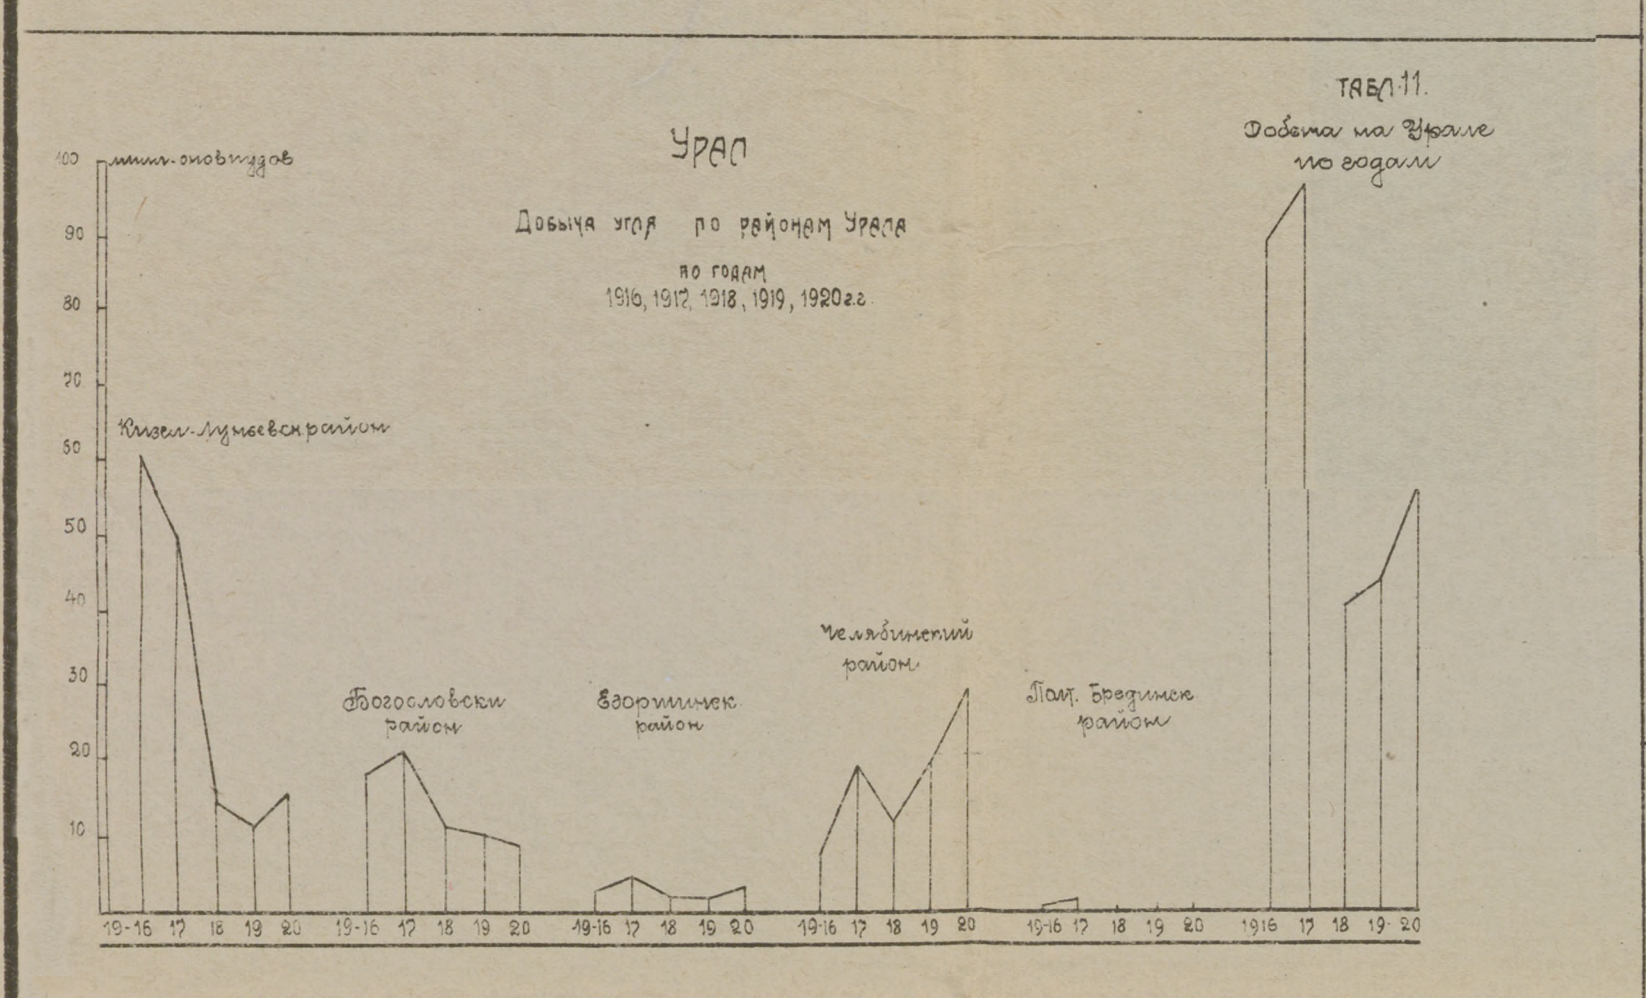 ТАБЛ·11.
Добыча на Урале
по годам
Урал
100 милл-оновпудов
Добыча угля по районам Урала
по годам
1916, 1917, 1918, 1919, 1920 г.г.
90
80
70
60
50
40
30
20
10
Кизел-Луньевск район
Богословски
район
Егоршинск
район
Челябинский
район
Полт. Брединск
район
19-16 17 18 19 20 19-16 17 18 19 20 19-16 17 18 19 20 19-16 17 18 19 20 19-16 17 18 19 20 1916 17 18 19- 20